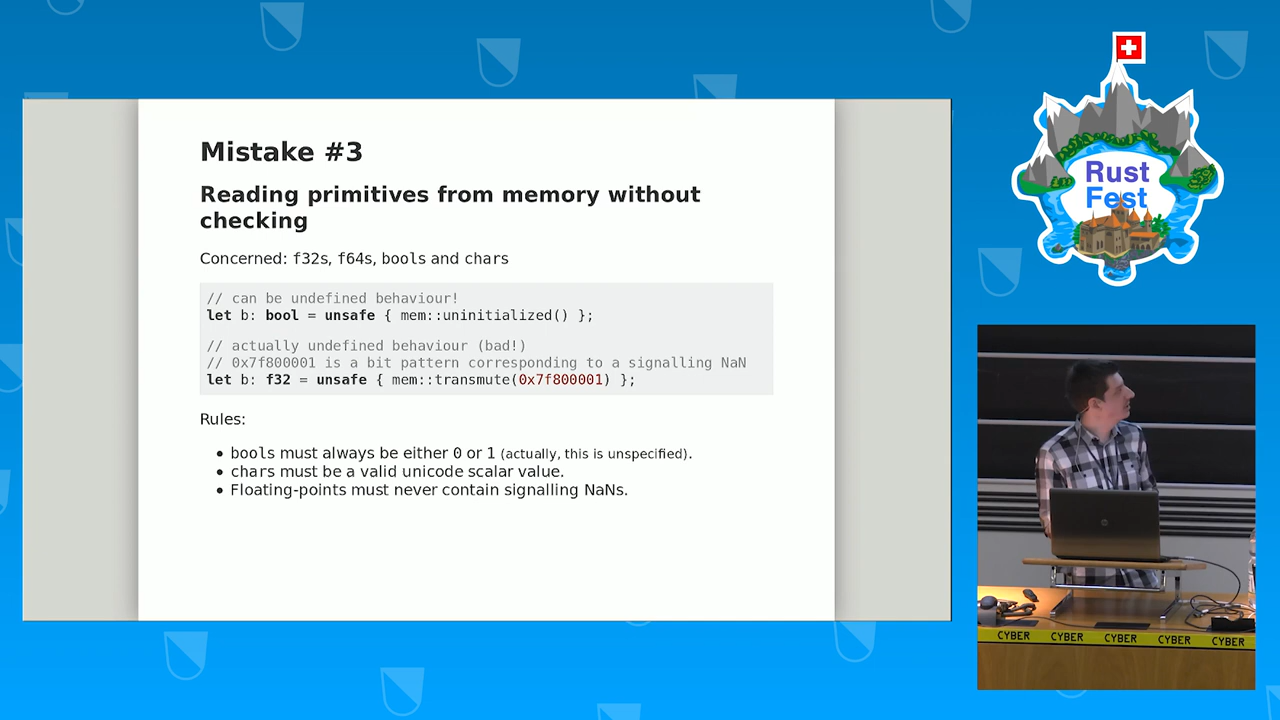 Mistake #3
Reading primitives from memory without
checking
Concerned: f32s, f64s, bools and chars
// can be undefined behaviour!
let b: bool = unsafe { mem::uninitialized() };
// actually undefined behaviour (bad!)
// 0x7f800001 is a bit pattern corresponding to a signalling NaN
let b: f32 = unsafe { mem::transmute(0x7f800001) };
Rules:
• bools must always be either 0 or 1 (actually, this is unspecified).
• chars must be a valid unicode scalar value.
• Floating-points must never contain signalling NaNs.
Rust
Fest
CYBER CYBER CYBER CYBER CYBER